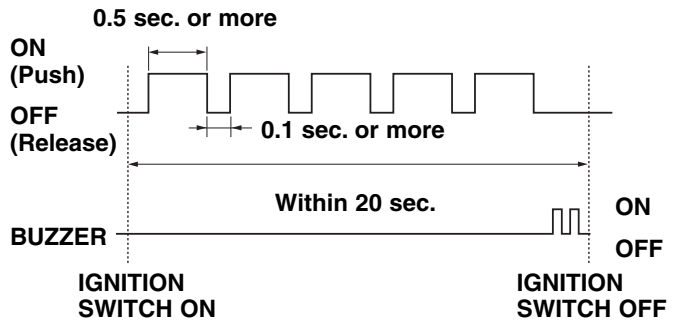 0.5 sec. or more
ON
(Push)
OFF
(Release)
0.1 sec. or more
Within 20 sec.
ON
BUZZER
OFF
IGNITION
SWITCH ON
IGNITION
SWITCH OFF